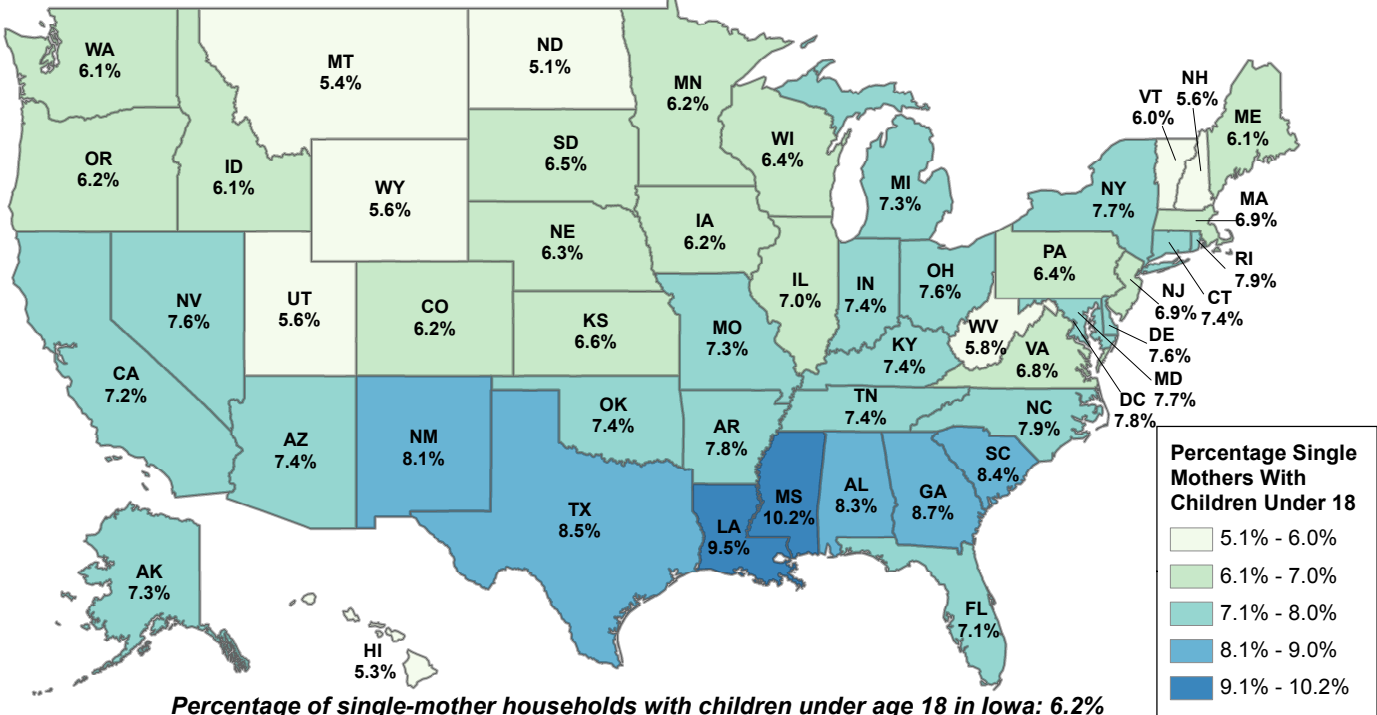 WA
6.1%
MT
5.4%
ND
5.1%
MN
6.2%
OR
6.2%
ID
6.1%
WY
5.6%
SD
6.5%
WI
6.4%
MI
7.3%
NY
7.7%
VT
6.0%
NH
5.6%
ME
6.1%
MA
6.9%
RI
7.9%
CT
7.4%
NJ
6.9%
PA
6.4%
NE
6.3%
IA
6.2%
IL
7.0%
IN
7.4%
OH
7.6%
NV
7.6%
UT
5.6%
CO
6.2%
KS
6.6%
MO
7.3%
KY
7.4%
WV
5.8%
VA
6.8%
DE
7.6%
MD
7.7%
DC
7.8%
CA
7.2%
AZ
7.4%
NM
8.1%
OK
7.4%
AR
7.8%
TN
7.4%
NC
7.9%
SC
8.4%
TX
8.5%
LA
9.5%
MS
10.2%
AL
8.3%
GA
8.7%
FL
7.1%
AK
7.3%
HI
5.3%
Percentage Single
Mothers With
Children Under 18
5.1% - 6.0%
6.1% - 7.0%
7.1% - 8.0%
8.1% - 9.0%
9.1% - 10.2%
Percentage of single-mother households with children under age 18 in Iowa: 6.2%